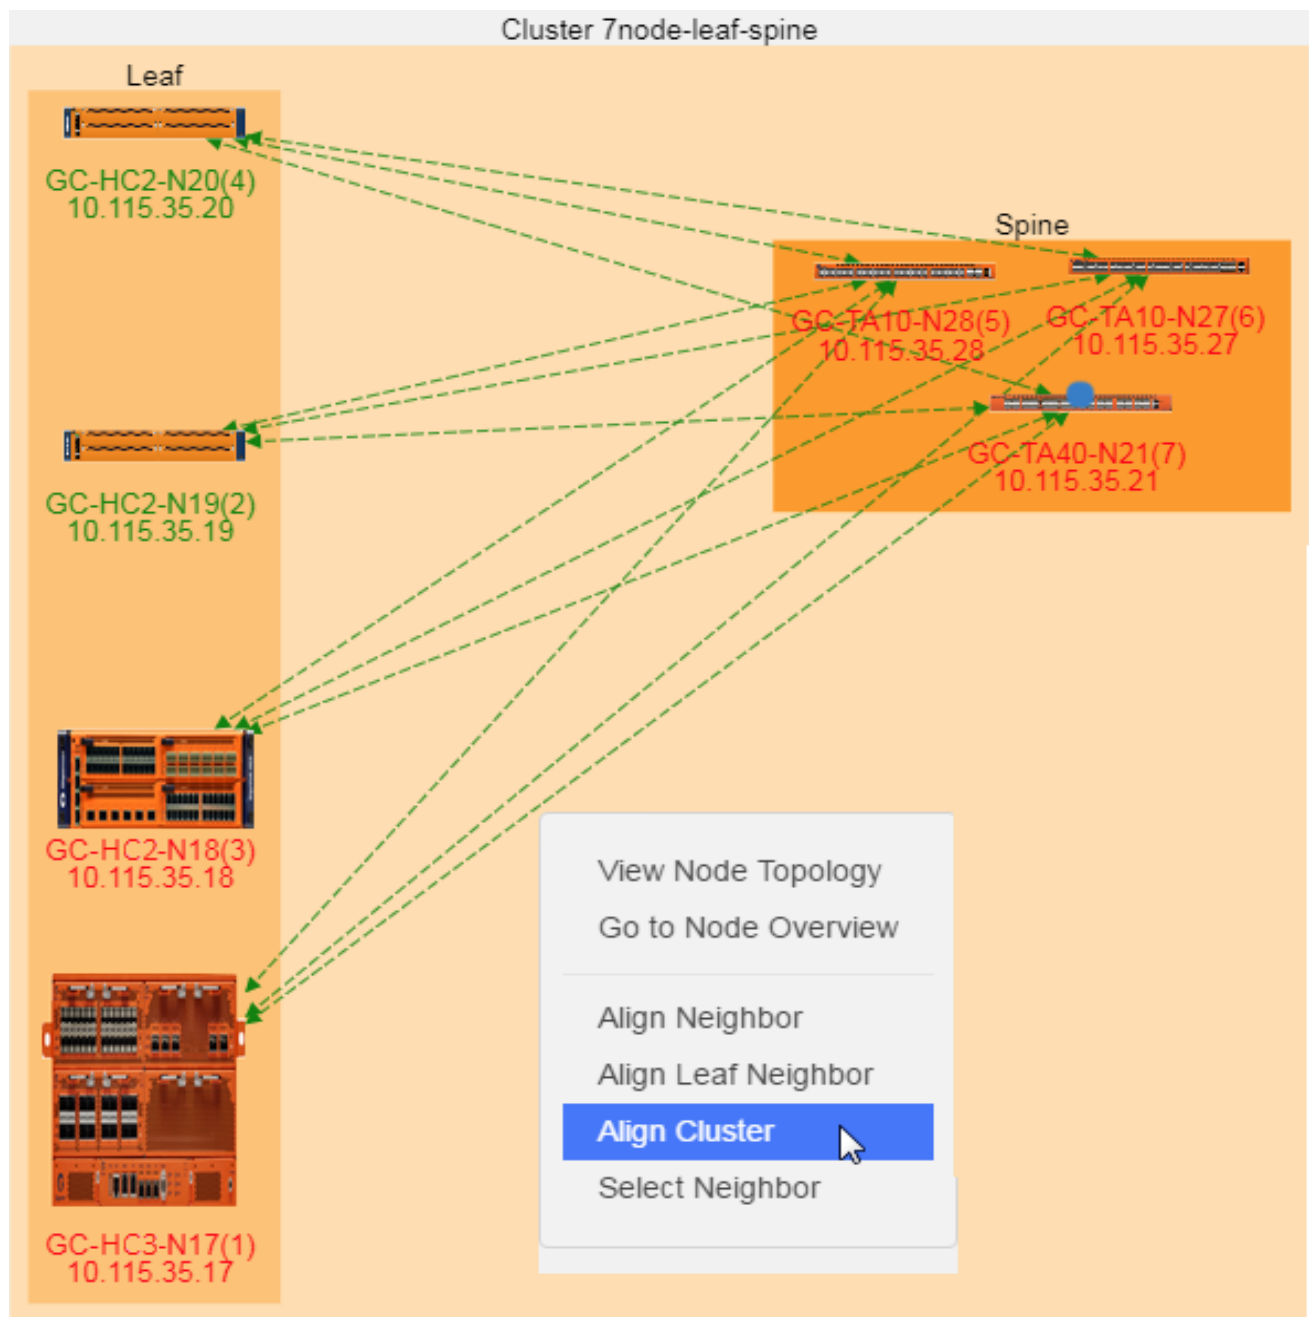 Cluster 7node-leaf-spine
Leaf
GC-HC2-N20(4)
10.115.35.20
Spine
GC-TA10-N28(5)
10.115.35.28
GC-TA10-N27(6)
10.115.35.27
GC-TA40-N21(7)
10.115.35.21
GC-HC2-N19(2)
10.115.35.19
GC-HC2-N18(3)
10.115.35.18
GC-HC3-N17(1)
10.115.35.17
View Node Topology
Go to Node Overview
Align Neighbor
Align Leaf Neighbor
Align Cluster
Select Neighbor